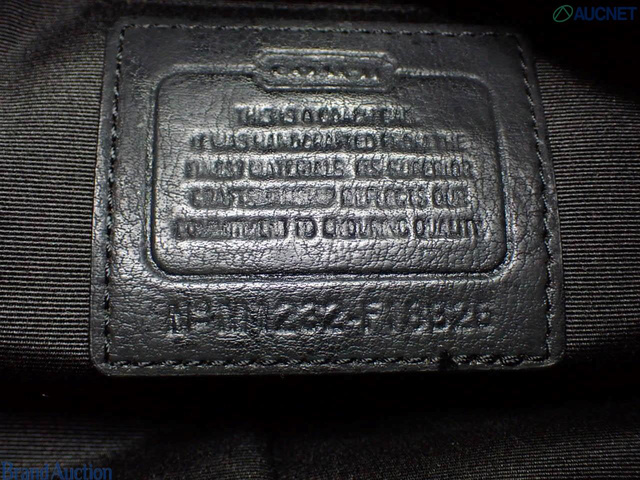 AUCNET
THIS IS A COACH BAG.
IT WAS HANDCRAFTED FROM THE
FINEST MATERIALS. ITS SUPERIOR
CRAFTSMANSHIP REFLECTS OUR
COMMITMENT TO ENDURING QUALITY.
Brand Auction